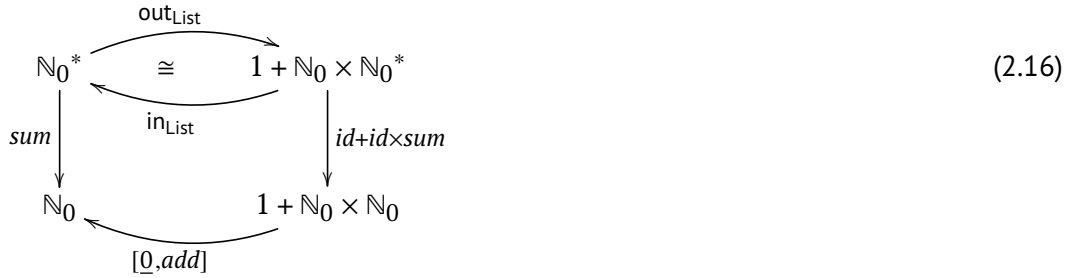 out_List
ℕ₀* ≅ 1 + ℕ₀ × ℕ₀* (2.16)
in_List
sum id+id×sum
ℕ₀ 1 + ℕ₀ × ℕ₀
[0̲,add]